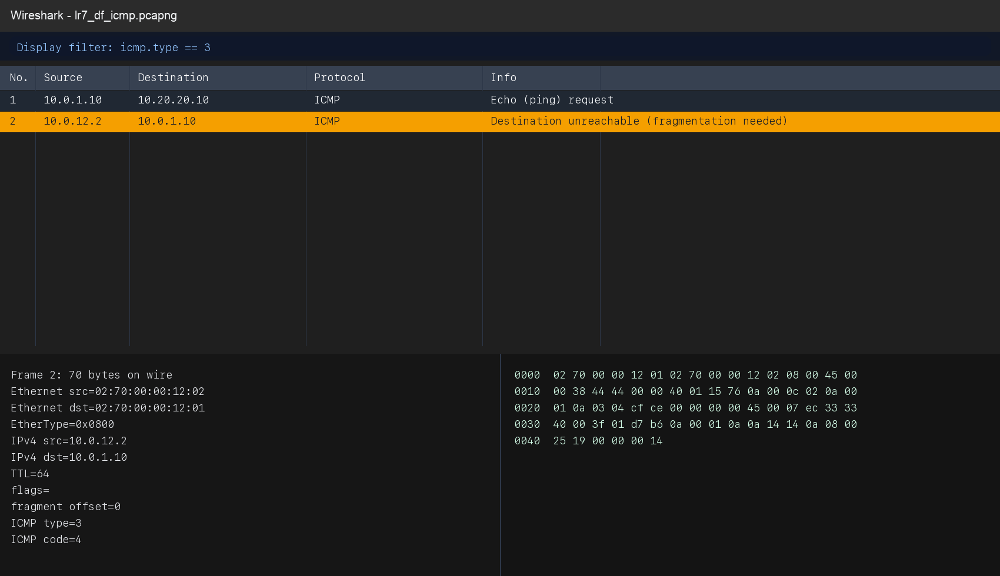 Wireshark - lr7_df_icmp.pcapng
Display filter: icmp.type == 3
No. Source Destination Protocol Info
1 10.0.1.10 10.20.20.10 ICMP Echo (ping) request
2 10.0.12.2 10.0.1.10 ICMP Destination unreachable (fragmentation needed)
Frame 2: 70 bytes on wire
Ethernet src=02:70:00:00:12:02
Ethernet dst=02:70:00:00:12:01
EtherType=0x0800
IPv4 src=10.0.12.2
IPv4 dst=10.0.1.10
TTL=64
flags=
fragment offset=0
ICMP type=3
ICMP code=4
0000  02 70 00 00 12 01 02 70 00 00 12 02 08 00 45 00
0010  00 38 44 44 00 00 40 01 15 76 0a 00 0c 02 0a 00
0020  01 0a 03 04 cf ce 00 00 00 00 45 00 07 ec 33 33
0030  40 00 3f 01 d7 b6 0a 00 01 0a 0a 14 14 0a 08 00
0040  25 19 00 00 00 14